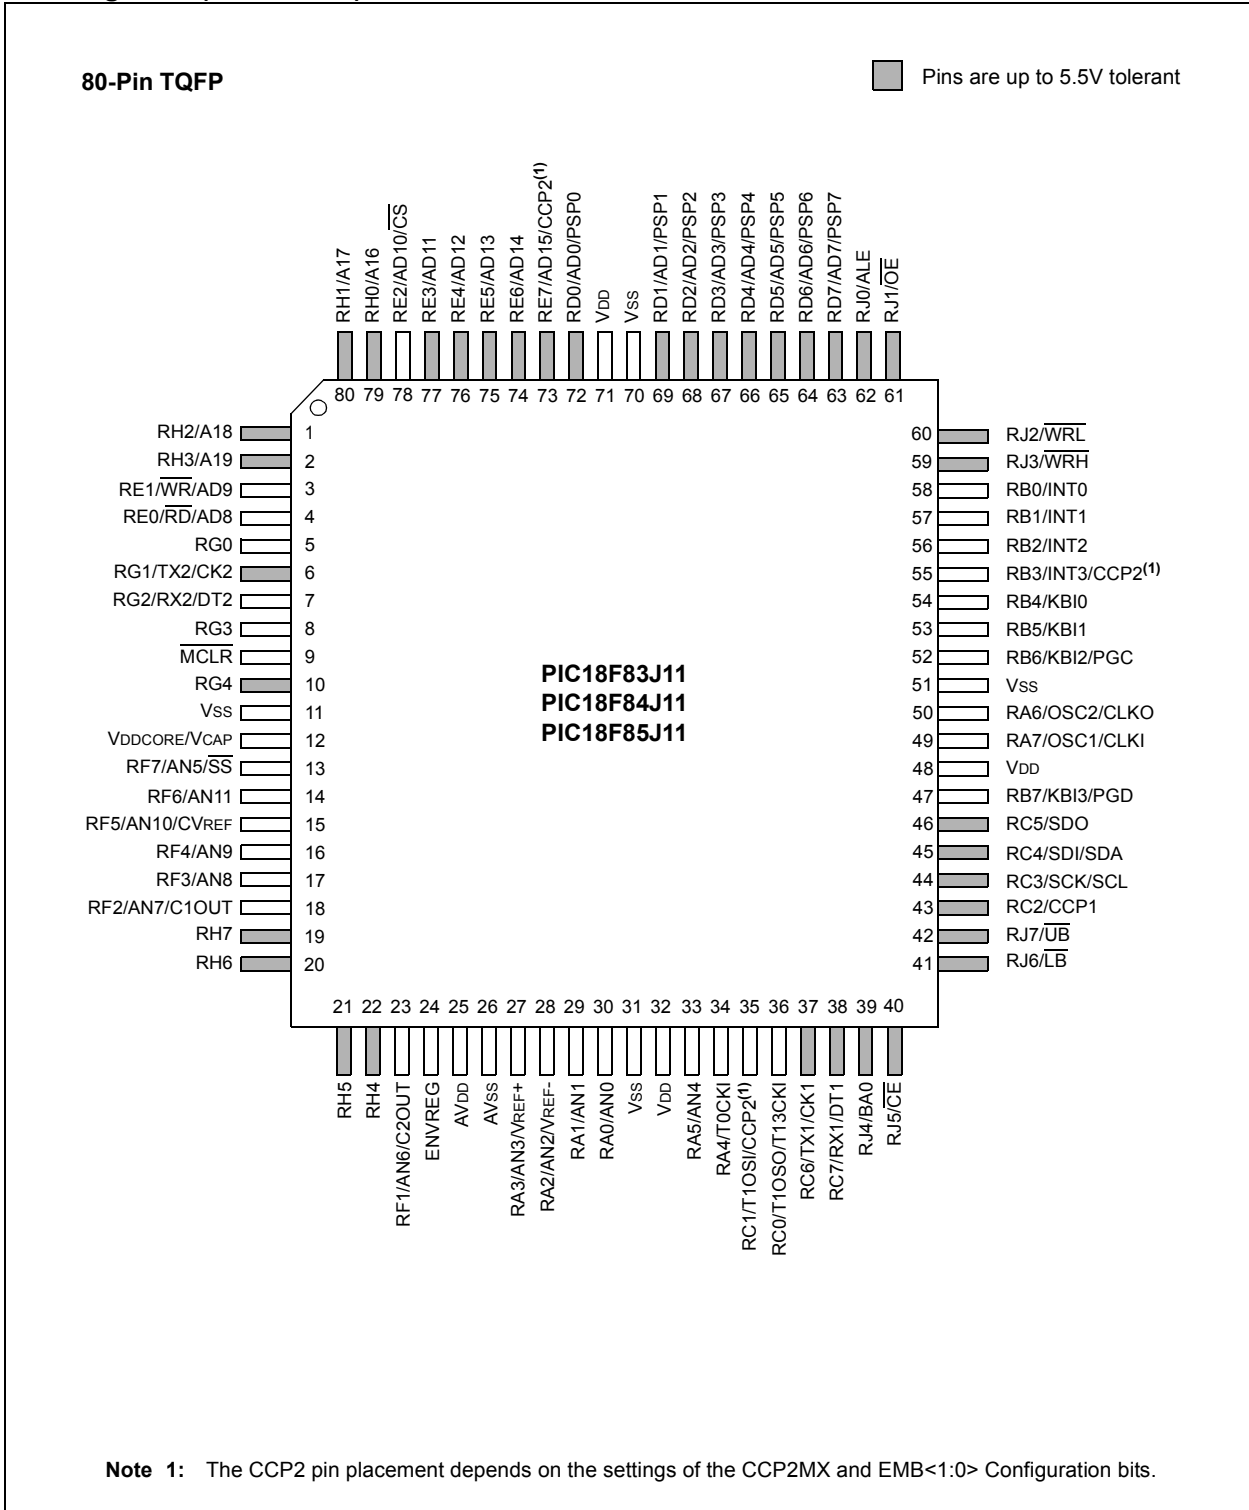 80-Pin TQFP
Pins are up to 5.5V tolerant
RH1/A17
RH0/A16
RE2/AD10/CS
RE3/AD11
RE4/AD12
RE5/AD13
RE6/AD14
RE7/AD15/CCP2(1)
RD0/AD0/PSP0
VDD
VSS
RD1/AD1/PSP1
RD2/AD2/PSP2
RD3/AD3/PSP3
RD4/AD4/PSP4
RD5/AD5/PSP5
RD6/AD6/PSP6
RD7/AD7/PSP7
RJ0/ALE
RJ1/OE
80 79 78 77 76 75 74 73 72 71 70 69 68 67 66 65 64 63 62 61
RH2/A18 1
RH3/A19 2
RE1/WR/AD9 3
RE0/RD/AD8 4
RG0 5
RG1/TX2/CK2 6
RG2/RX2/DT2 7
RG3 8
MCLR 9
RG4 10
VSS 11
VDDCORE/VCAP 12
RF7/AN5/SS 13
RF6/AN11 14
RF5/AN10/CVREF 15
RF4/AN9 16
RF3/AN8 17
RF2/AN7/C1OUT 18
RH7 19
RH6 20
PIC18F83J11
PIC18F84J11
PIC18F85J11
60 RJ2/WRL
59 RJ3/WRH
58 RB0/INT0
57 RB1/INT1
56 RB2/INT2
55 RB3/INT3/CCP2(1)
54 RB4/KBI0
53 RB5/KBI1
52 RB6/KBI2/PGC
51 VSS
50 RA6/OSC2/CLKO
49 RA7/OSC1/CLKI
48 VDD
47 RB7/KBI3/PGD
46 RC5/SDO
45 RC4/SDI/SDA
44 RC3/SCK/SCL
43 RC2/CCP1
42 RJ7/UB
41 RJ6/LB
21 22 23 24 25 26 27 28 29 30 31 32 33 34 35 36 37 38 39 40
RH5
RH4
RF1/AN6/C2OUT
ENVREG
AVDD
AVSS
RA3/AN3/VREF+
RA2/AN2/VREF-
RA1/AN1
RA0/AN0
VSS
VDD
RA5/AN4
RA4/T0CKI
RC1/T1OSI/CCP2(1)
RC0/T1OSO/T13CKI
RC6/TX1/CK1
RC7/RX1/DT1
RJ4/BA0
RJ5/CE
Note 1: The CCP2 pin placement depends on the settings of the CCP2MX and EMB<1:0> Configuration bits.